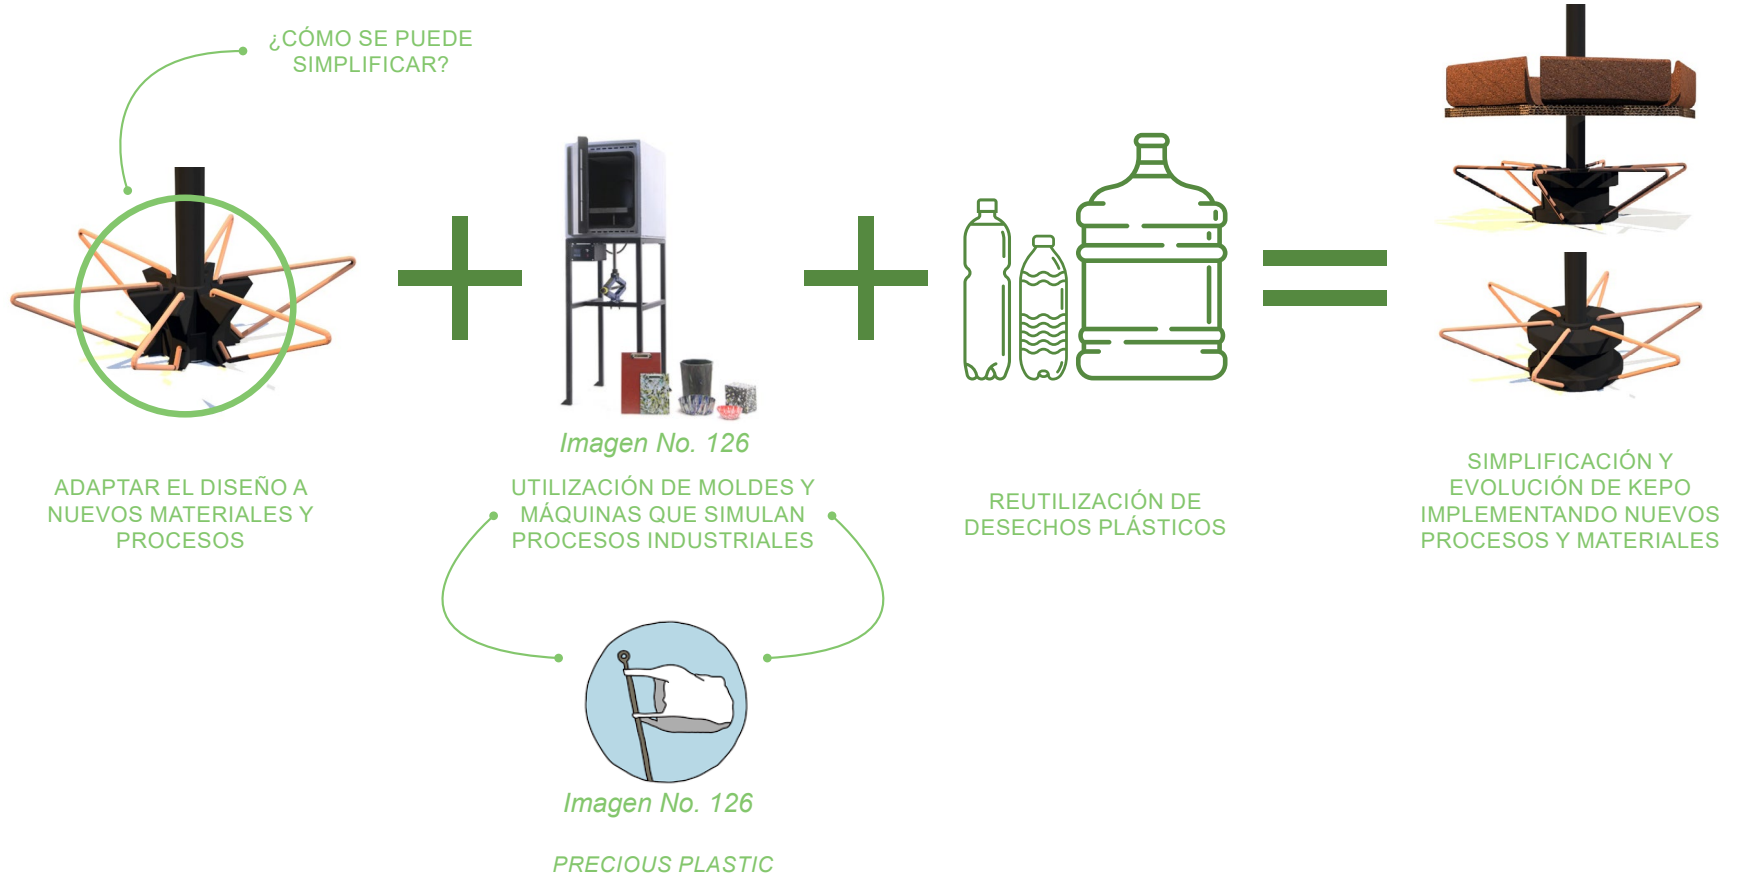 ¿CÓMO SE PUEDE
SIMPLIFICAR?
Imagen No. 126
ADAPTAR EL DISEÑO A
NUEVOS MATERIALES Y
PROCESOS
UTILIZACIÓN DE MOLDES Y
MÁQUINAS QUE SIMULAN
PROCESOS INDUSTRIALES
REUTILIZACIÓN DE
DESECHOS PLÁSTICOS
SIMPLIFICACIÓN Y
EVOLUCIÓN DE KEPO
IMPLEMENTANDO NUEVOS
PROCESOS Y MATERIALES
Imagen No. 126
PRECIOUS PLASTIC